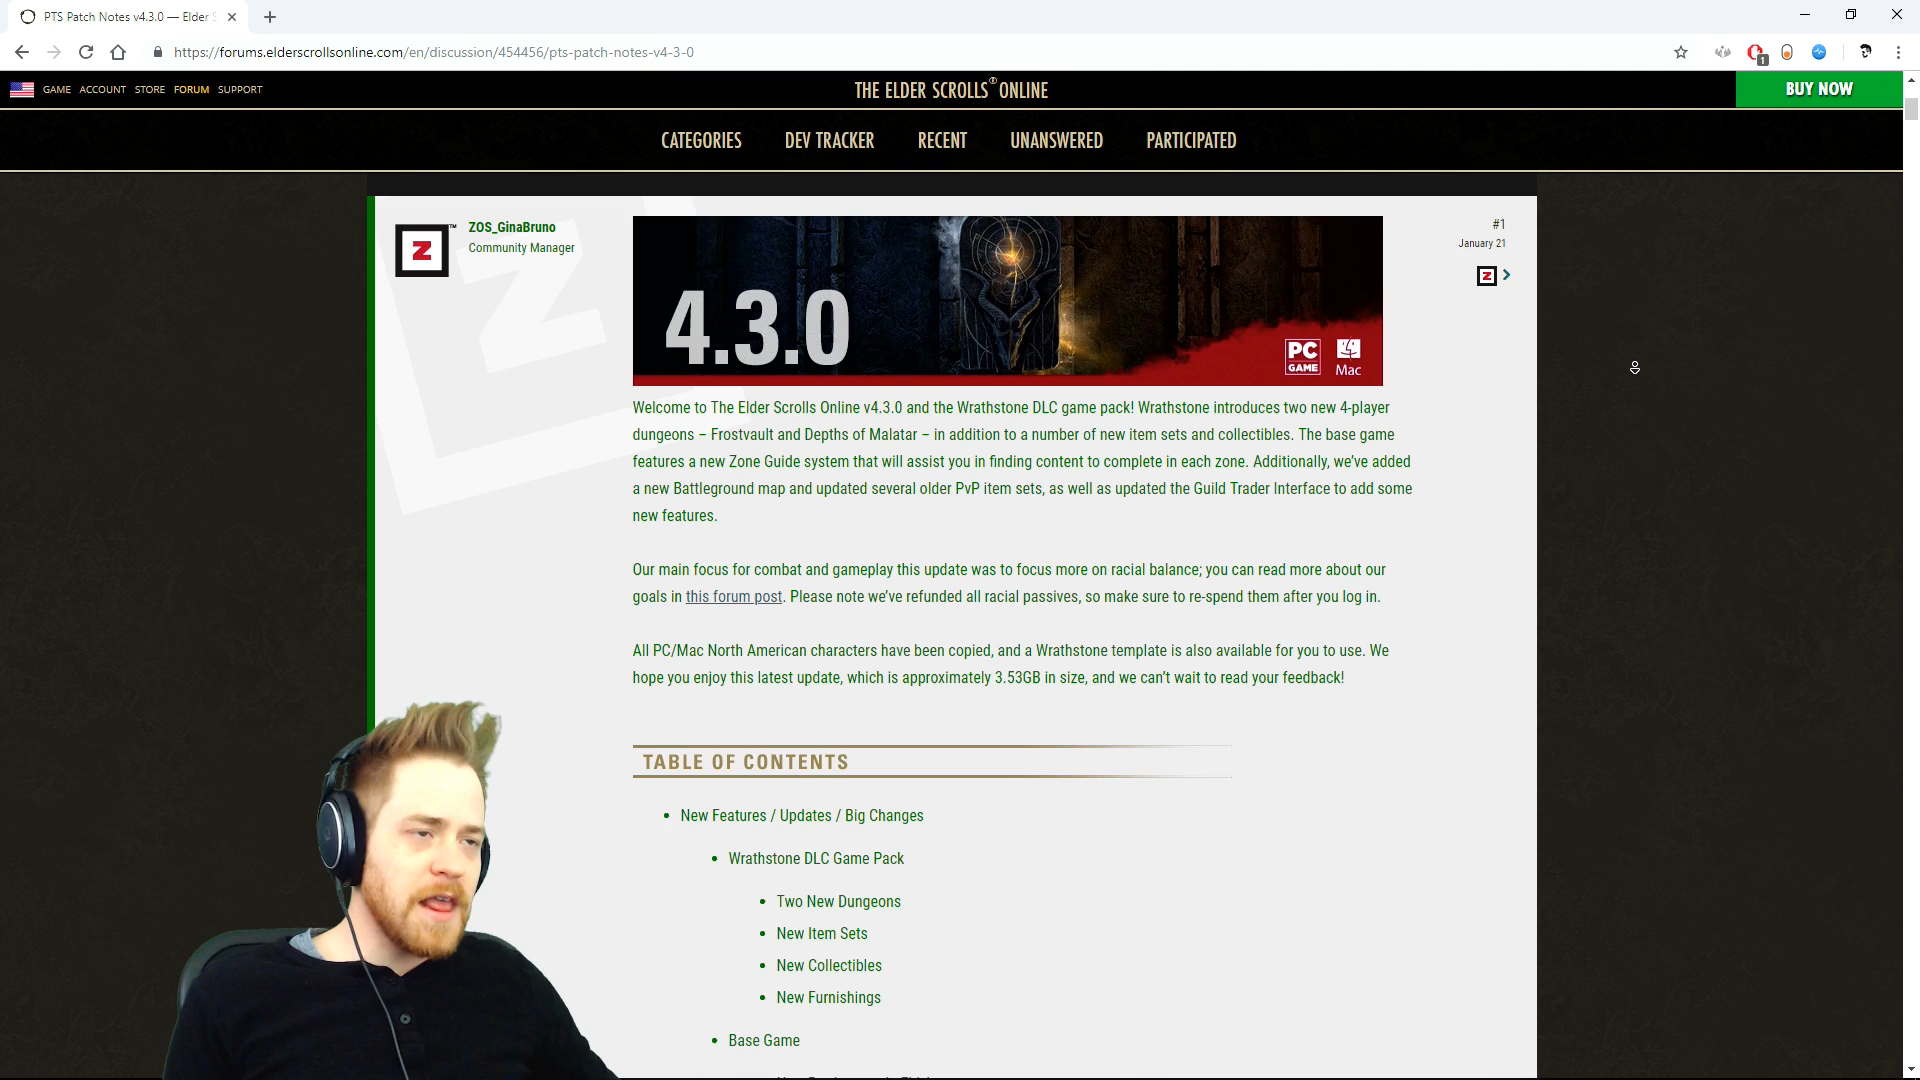 PTS Patch Notes v4.3.0 — Elder S
https://forums.elderscrollsonline.com/en/discussion/454456/pts-patch-notes-v4-3-0
1
GAME ACCOUNT STORE FORUM SUPPORT
THE ELDER SCROLLS ONLINE
BUY NOW
CATEGORIES DEV TRACKER RECENT UNANSWERED PARTICIPATED
Z
™
ZOS_GinaBruno
Community Manager
4.3.0
PC
GAME
Mac
#1
January 21
Z
Welcome to The Elder Scrolls Online v4.3.0 and the Wrathstone DLC game pack! Wrathstone introduces two new 4-player
dungeons – Frostvault and Depths of Malatar – in addition to a number of new item sets and collectibles. The base game
features a new Zone Guide system that will assist you in finding content to complete in each zone. Additionally, we’ve added
a new Battleground map and updated several older PvP item sets, as well as updated the Guild Trader Interface to add some
new features.
Our main focus for combat and gameplay this update was to focus more on racial balance; you can read more about our
goals in this forum post. Please note we’ve refunded all racial passives, so make sure to re-spend them after you log in.
All PC/Mac North American characters have been copied, and a Wrathstone template is also available for you to use. We
hope you enjoy this latest update, which is approximately 3.53GB in size, and we can’t wait to read your feedback!
TABLE OF CONTENTS
• New Features / Updates / Big Changes
• Wrathstone DLC Game Pack
• Two New Dungeons
• New Item Sets
• New Collectibles
• New Furnishings
• Base Game